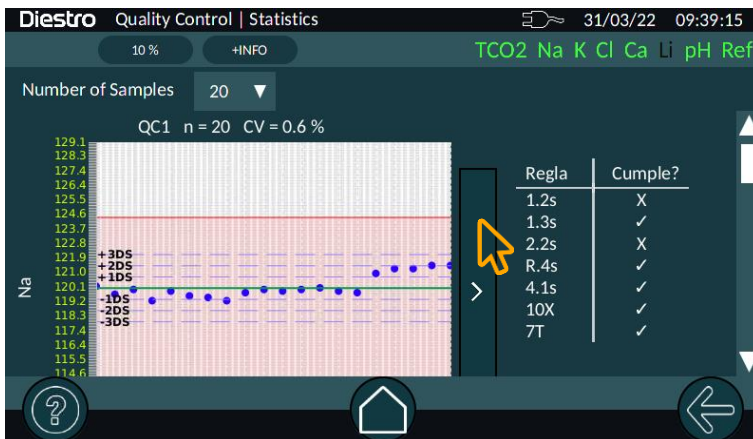 Diestro Quality Control | Statistics 31/03/22 09:39:15
10 % +INFO TCO2 Na K Cl Ca Li pH Ref
Number of Samples 20 ▼
QC1 n = 20 CV = 0.6 %
129.1
128.3
127.4
126.4
125.5
124.6
123.7
122.8
121.9
121.0
120.1
119.2
118.3
117.4
116.4
115.5
114.6
Na
+3DS
+2DS
+1DS
-1DS
-2DS
-3DS
>
Regla Cumple?
1.2s X
1.3s ✓
2.2s X
R.4s ✓
4.1s ✓
10X ✓
7T ✓
?